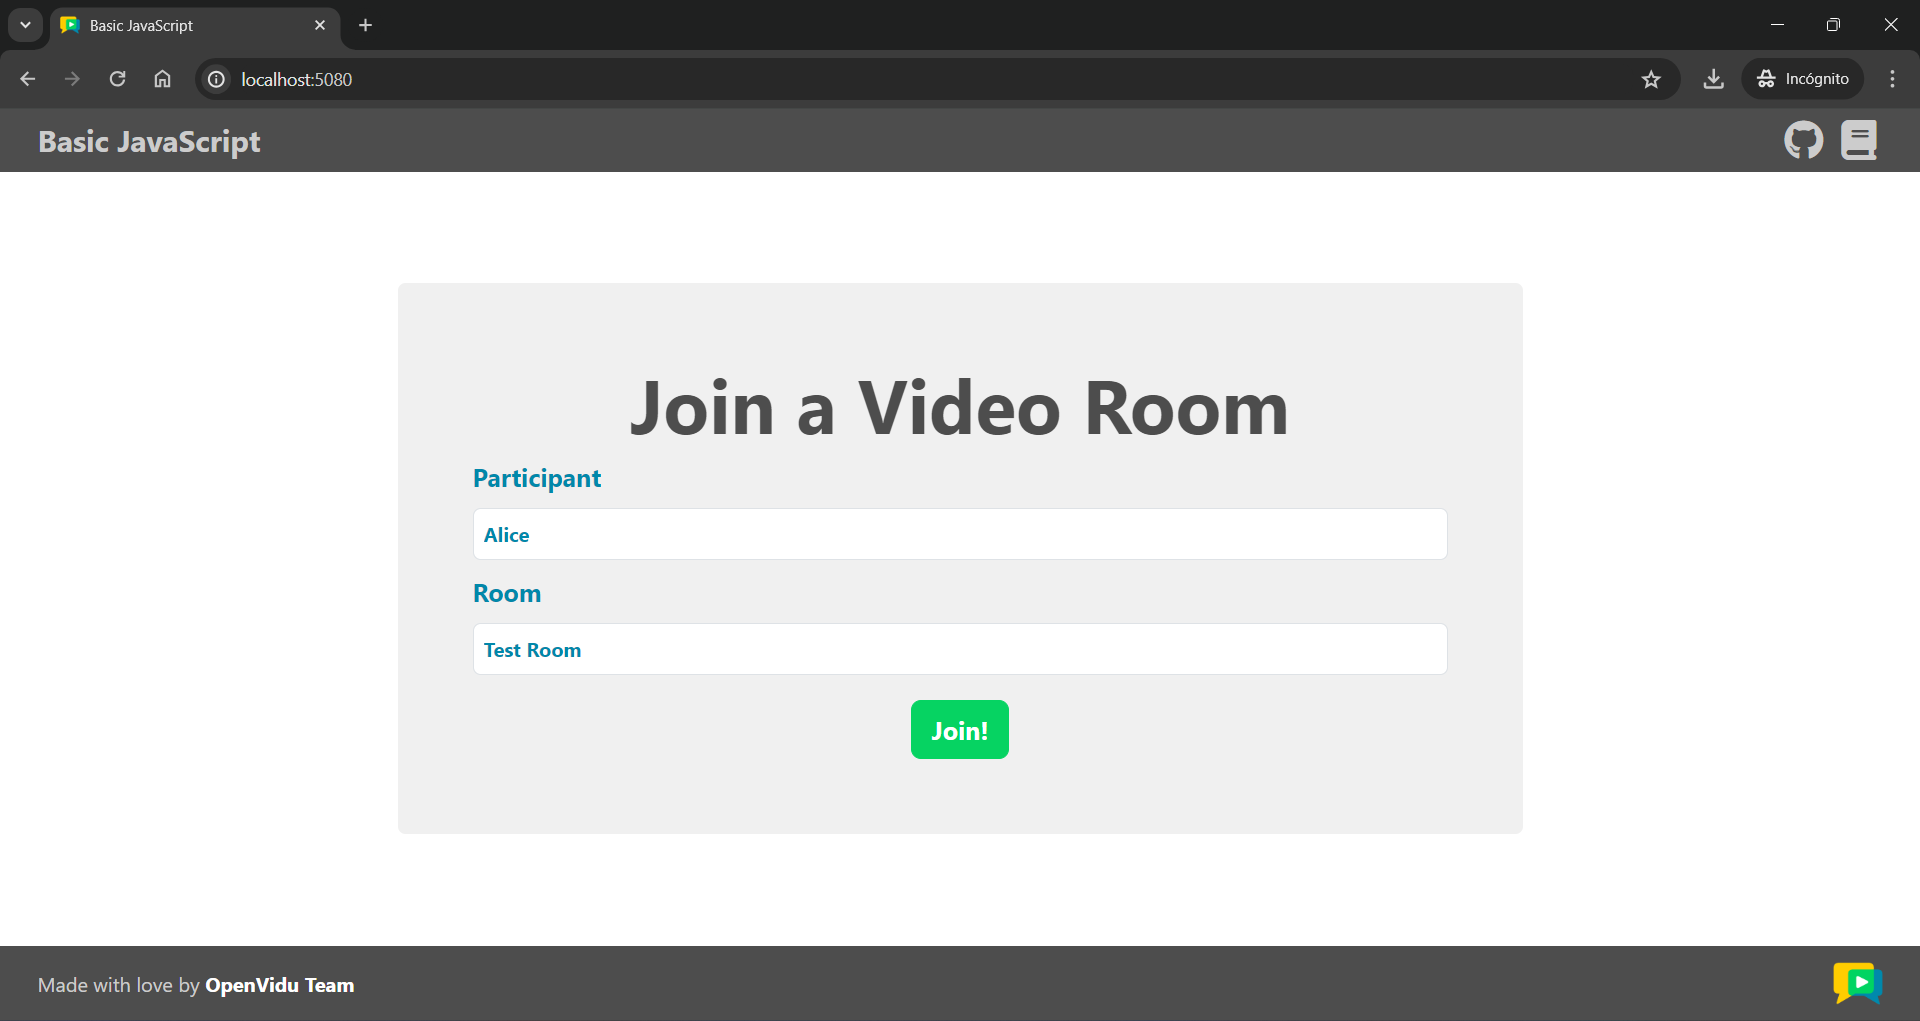 Basic JavaScript
localhost:5080
Incógnito
Basic JavaScript
Join a Video Room
Participant
Alice
Room
Test Room
Join!
Made with love by OpenVidu Team